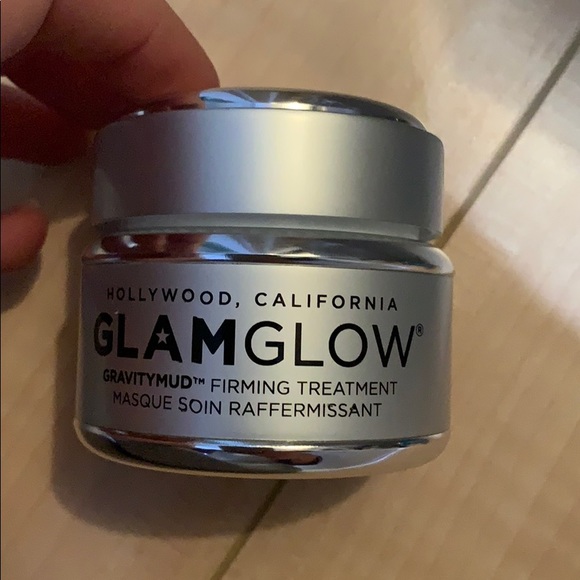 HOLLYWOOD, CALIFORNIA
GLAMGLOW®
GRAVITYMUD™ FIRMING TREATMENT
MASQUE SOIN RAFFERMISSANT